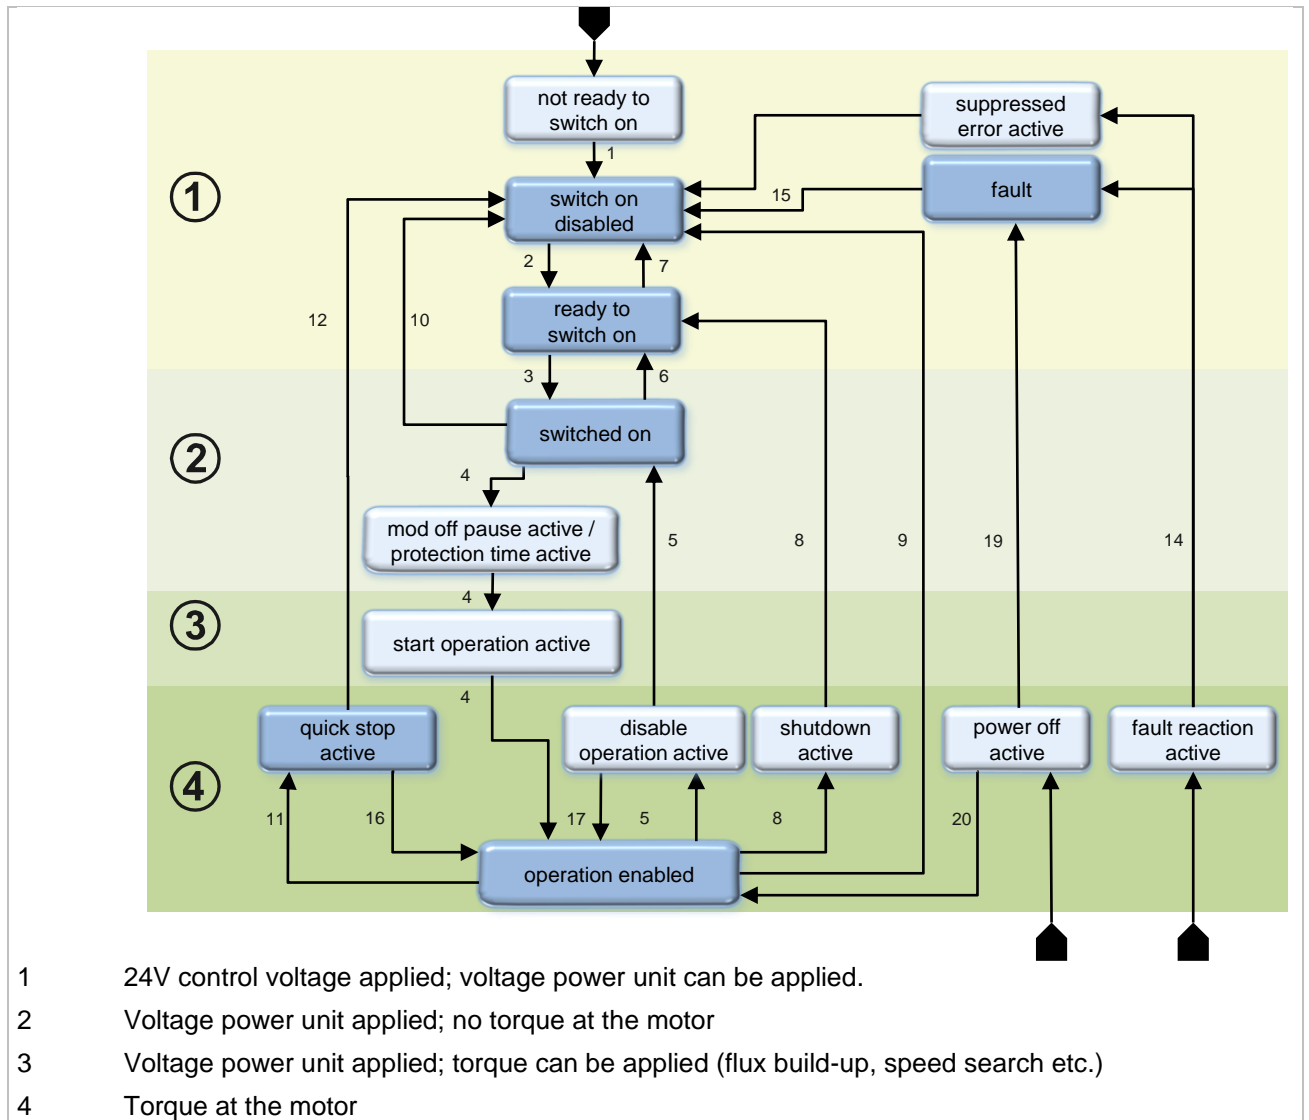 not ready to
switch on
suppressed
error active
1
1
switch on
disabled
15
fault
2
7
ready to
switch on
12
10
3
6
2
switched on
4
mod off pause active /
protection time active
5
8
9
19
14
4
3
start operation active
4
quick stop
active
disable
operation active
shutdown
active
power off
active
fault reaction
active
4
11
16
17
5
8
20
operation enabled
1 24V control voltage applied; voltage power unit can be applied.
2 Voltage power unit applied; no torque at the motor
3 Voltage power unit applied; torque can be applied (flux build-up, speed search etc.)
4 Torque at the motor